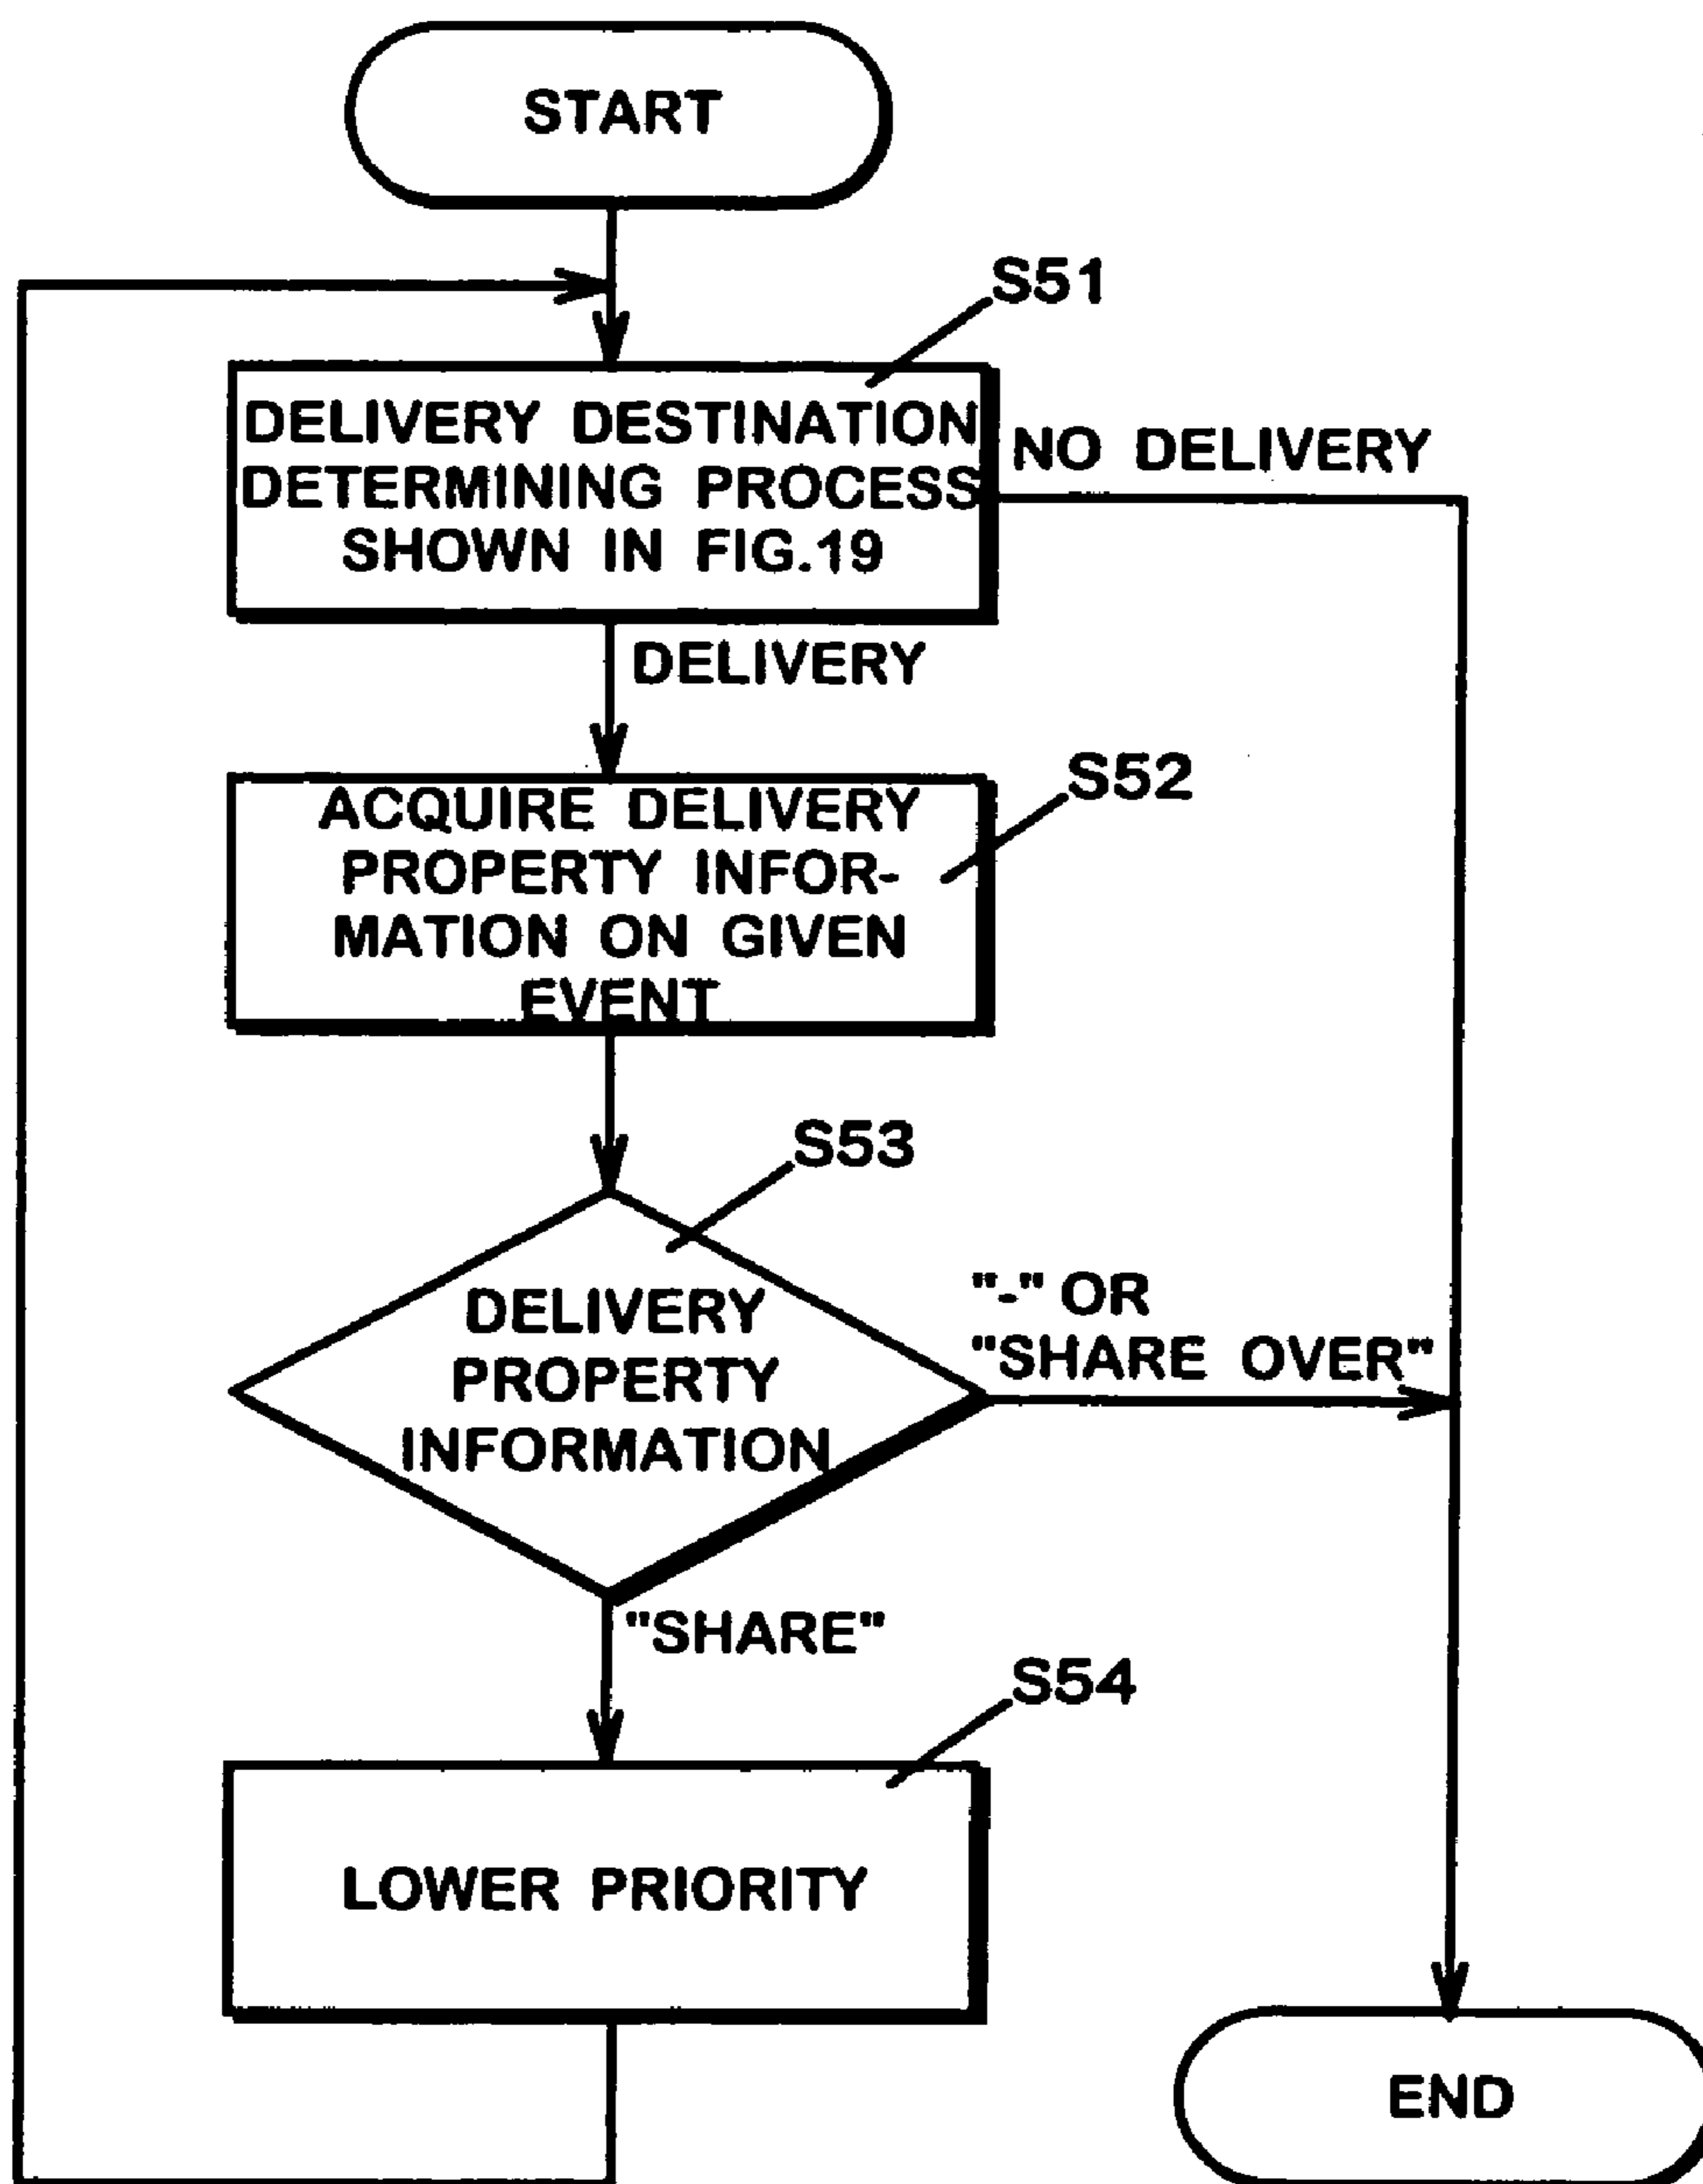 START
S51
DELIVERY DESTINATION
DETERMINING PROCESS
SHOWN IN FIG.19
NO DELIVERY
DELIVERY
S52
ACQUIRE DELIVERY
PROPERTY INFOR-
MATION ON GIVEN
EVENT
S53
DELIVERY
PROPERTY
INFORMATION
"-" OR
"SHARE OVER"
"SHARE"
S54
LOWER PRIORITY
END